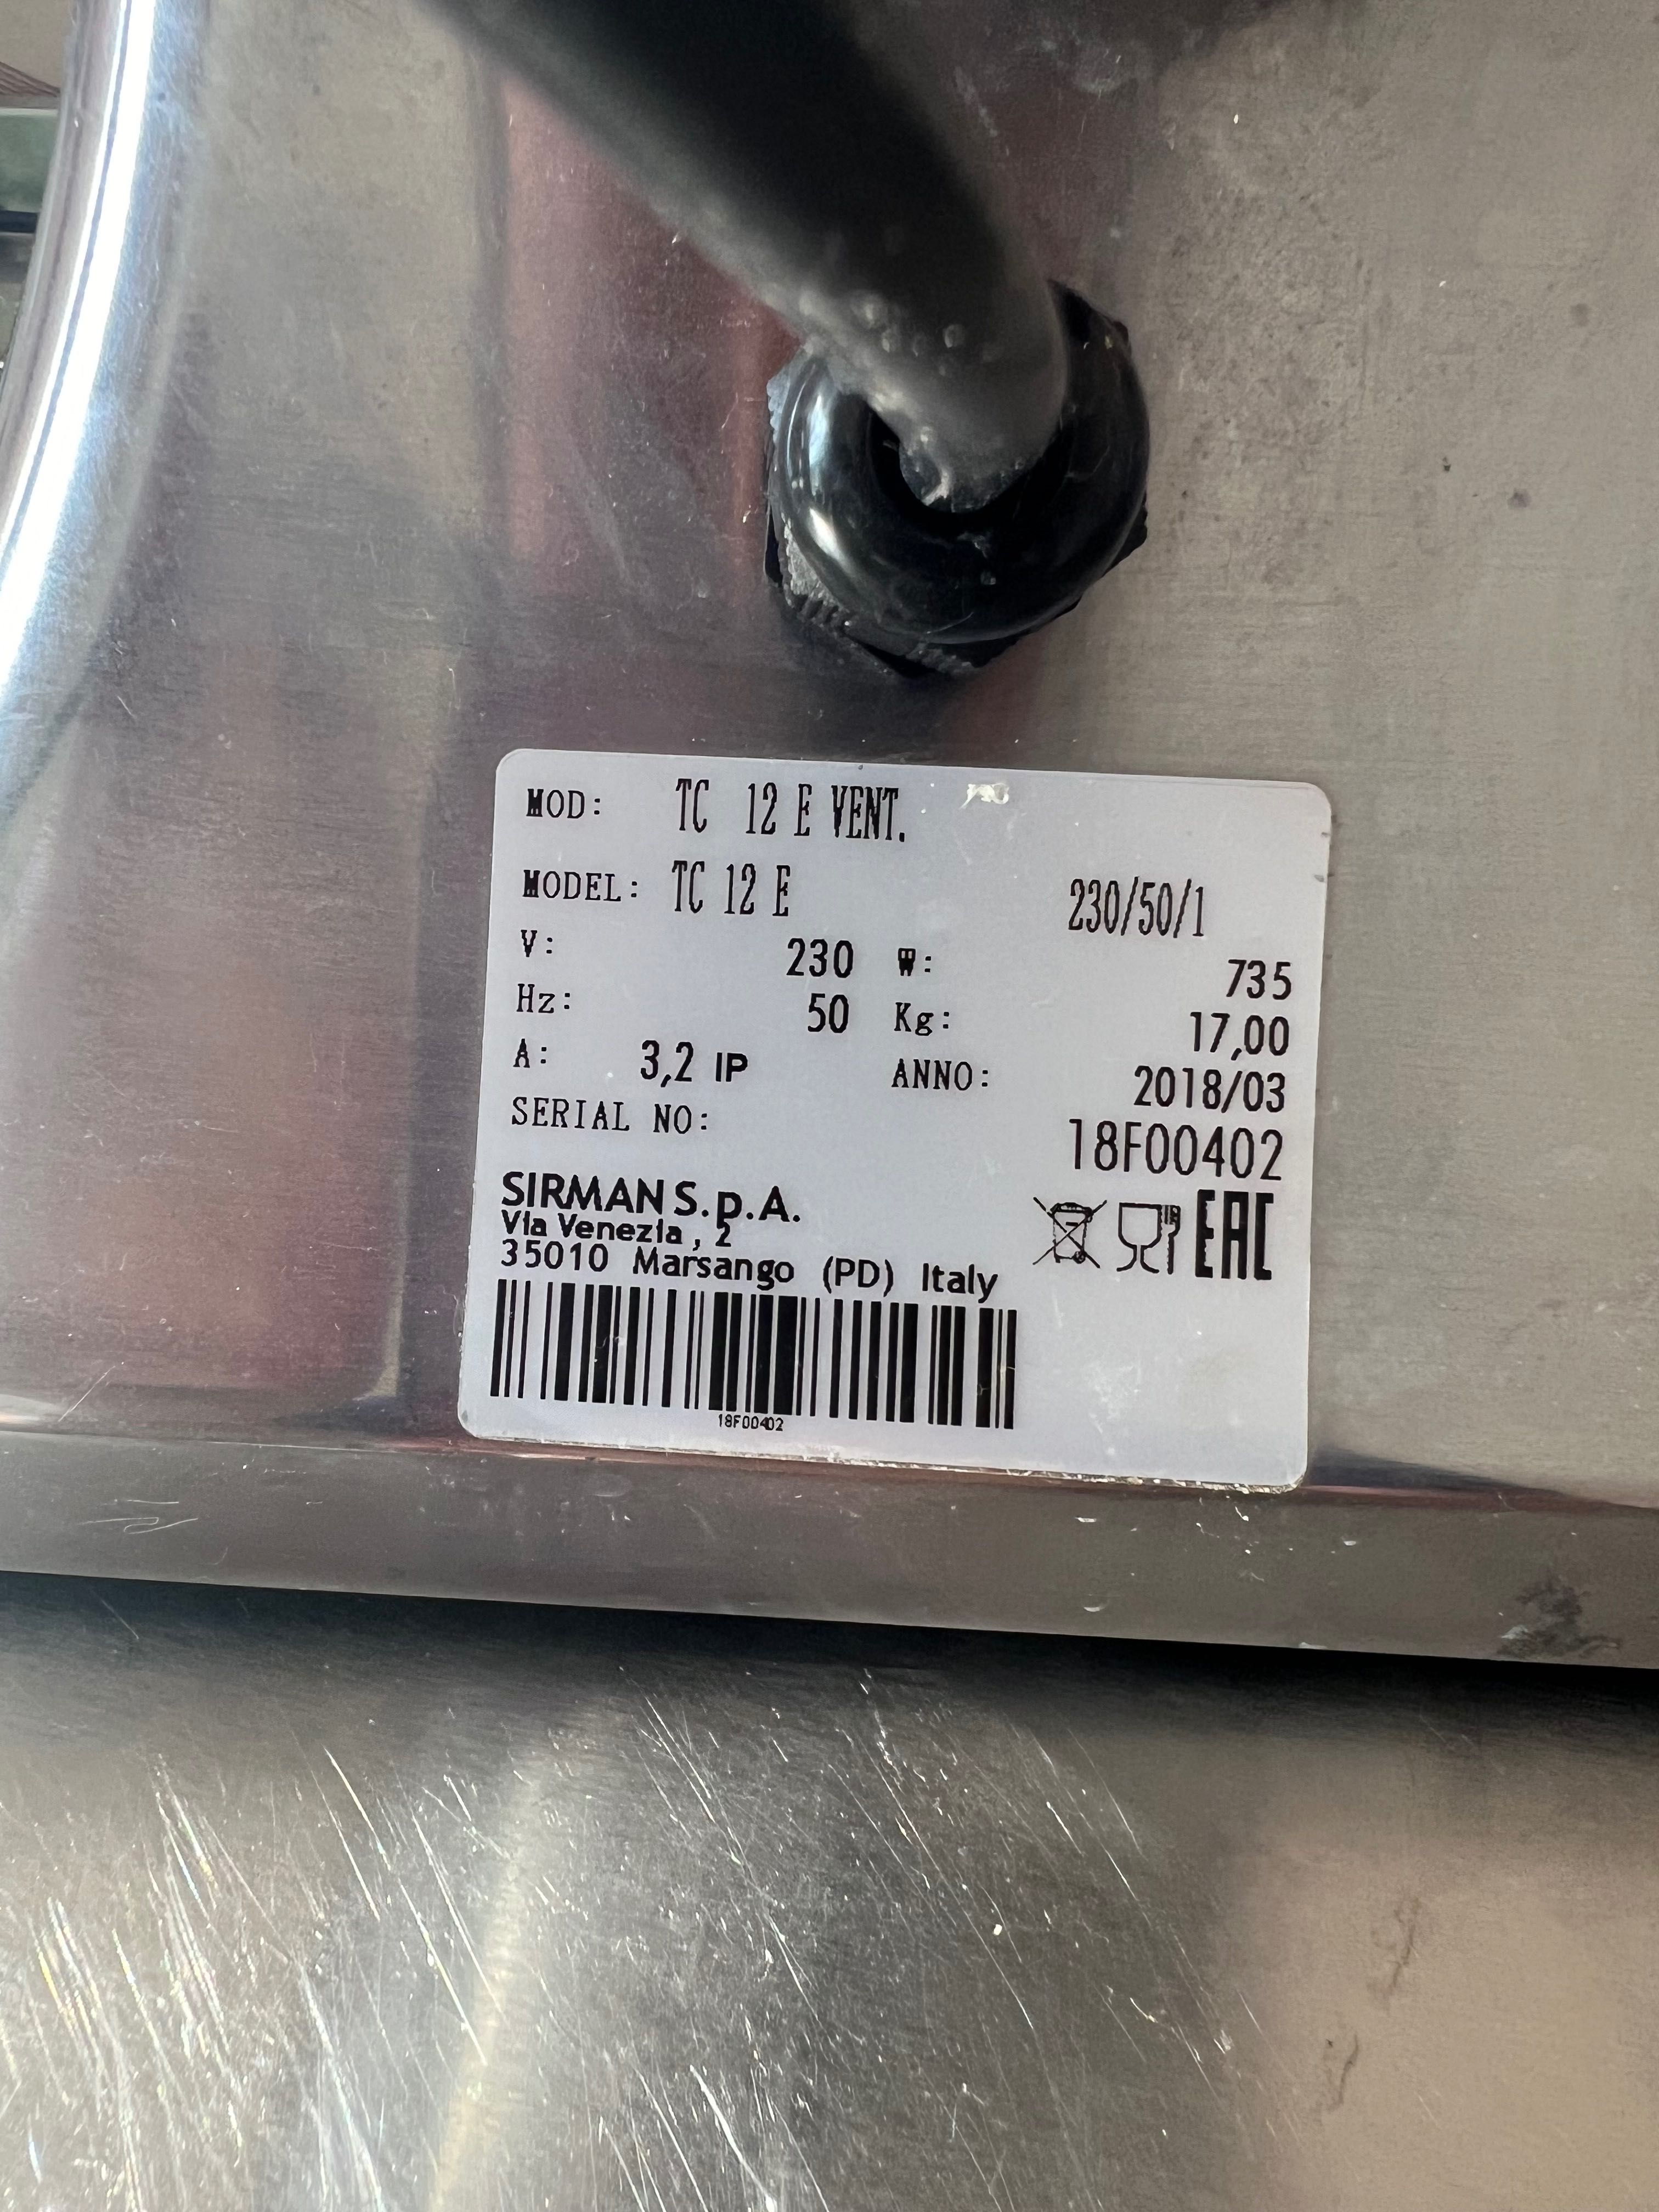 MOD: TC 12 E VENT.
MODEL: TC 12 E 230/50/1
V: 230 W: 735
Hz: 50 Kg: 17,00
A: 3,2 IP ANNO: 2018/03
SERIAL NO: 18F00402
SIRMAN S.p.A.
Via Venezia, 2
35010 Marsango (PD) Italy
EAC
18F00402